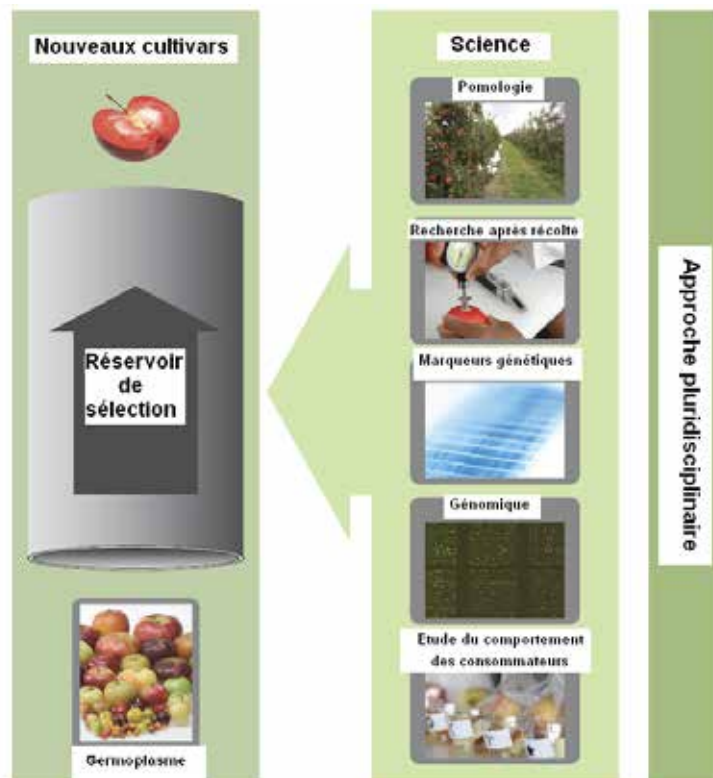 Nouveaux cultivars
Réservoir
de
sélection
Germoplasme
Science
Pomologie
Recherche après récolte
Marqueurs génétiques
Génomique
Etude du comportement
des consommateurs
Approche pluridisciplinaire